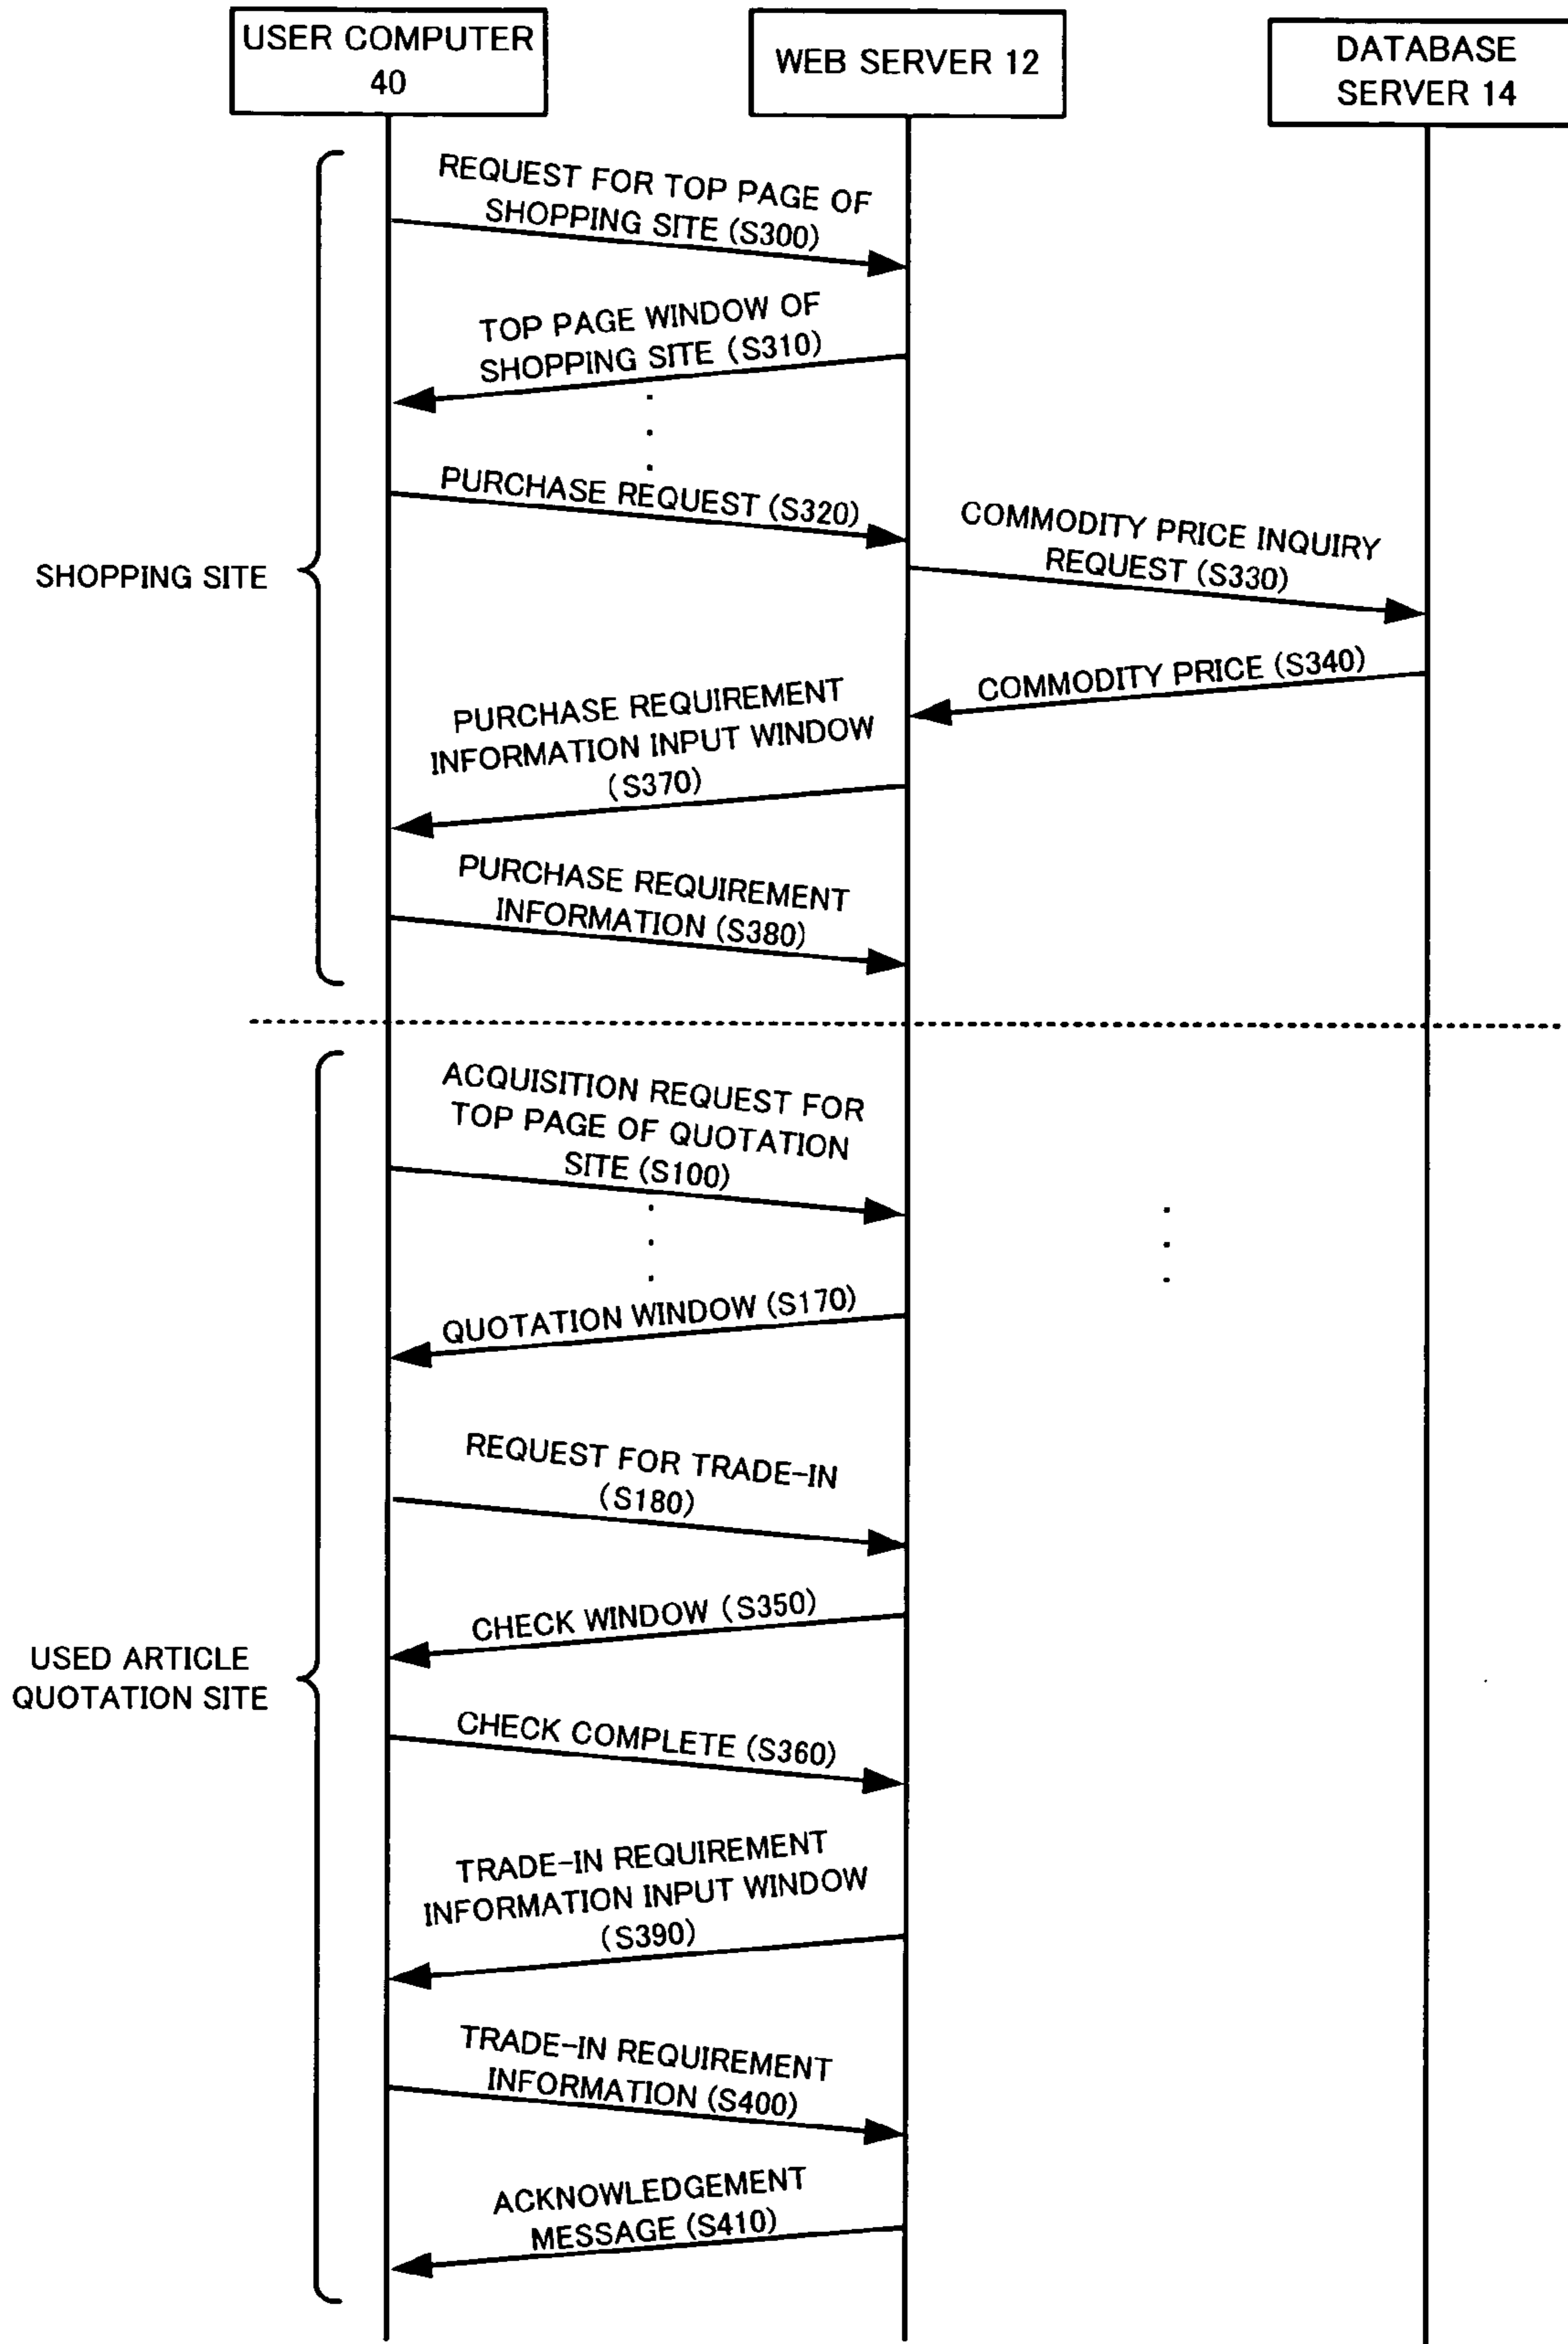 USER COMPUTER
40
WEB SERVER 12
DATABASE
SERVER 14
REQUEST FOR TOP PAGE OF
SHOPPING SITE (S300)
TOP PAGE WINDOW OF
SHOPPING SITE (S310)
PURCHASE REQUEST (S320)
COMMODITY PRICE INQUIRY
REQUEST (S330)
SHOPPING SITE
COMMODITY PRICE (S340)
PURCHASE REQUIREMENT
INFORMATION INPUT WINDOW
(S370)
PURCHASE REQUIREMENT
INFORMATION (S380)
ACQUISITION REQUEST FOR
TOP PAGE OF QUOTATION
SITE (S100)
QUOTATION WINDOW (S170)
REQUEST FOR TRADE-IN
(S180)
CHECK WINDOW (S350)
USED ARTICLE
QUOTATION SITE
CHECK COMPLETE (S360)
TRADE-IN REQUIREMENT
INFORMATION INPUT WINDOW
(S390)
TRADE-IN REQUIREMENT
INFORMATION (S400)
ACKNOWLEDGEMENT
MESSAGE (S410)